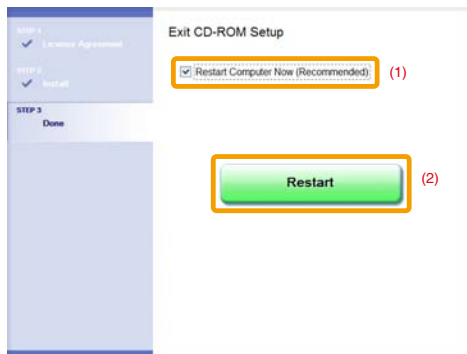 STEP 1
License Agreement
STEP 2
Install
STEP 3
Done
Exit CD-ROM Setup
Restart Computer Now (Recommended)
(1)
Restart
(2)